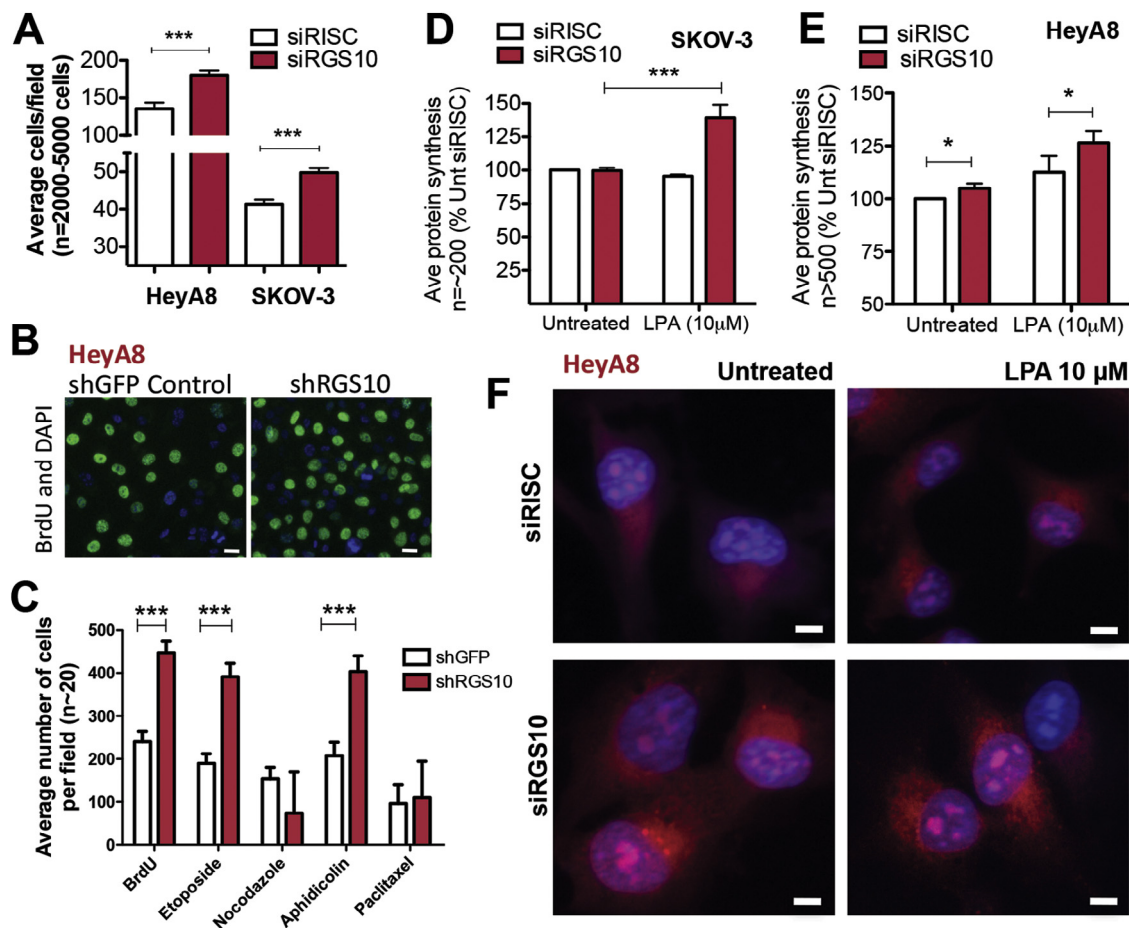 A
***
siRISC
siRGS10
Average cells/field
(n=2000-5000 cells)
200
150
100
50
40
30
***
HeyA8
SKOV-3
B
HeyA8
shGFP Control
shRGS10
BrdU and DAPI
C
***
***
***
shGFP
shRGS10
Average number of cells
per field (n~20)
500
400
300
200
100
0
BrdU
Etoposide
Nocodazole
Aphidicolin
Paclitaxel
D
siRISC
siRGS10
SKOV-3
***
Ave protein synthesis
n=~200 (% Unt siRISC)
150
125
100
75
50
25
Untreated
LPA (10μM)
E
siRISC
siRGS10
HeyA8
*
*
Ave protein synthesis
n>500 (% Unt siRISC)
150
125
100
75
50
Untreated
LPA (10μM)
F
HeyA8
Untreated
LPA 10 μM
siRISC
siRGS10